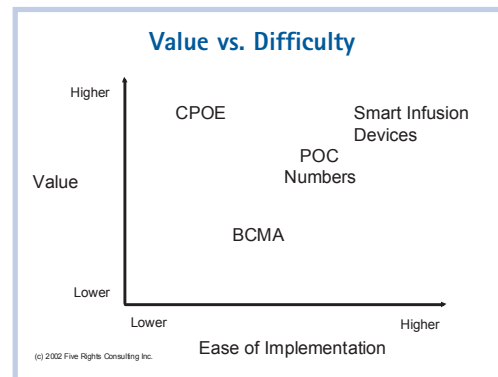 Value vs. Difficulty
Higher
CPOE
Smart Infusion
Devices
POC
Numbers
Value
BCMA
Lower
Lower
Higher
Ease of Implementation
(c) 2002 Five Rights Consulting Inc.